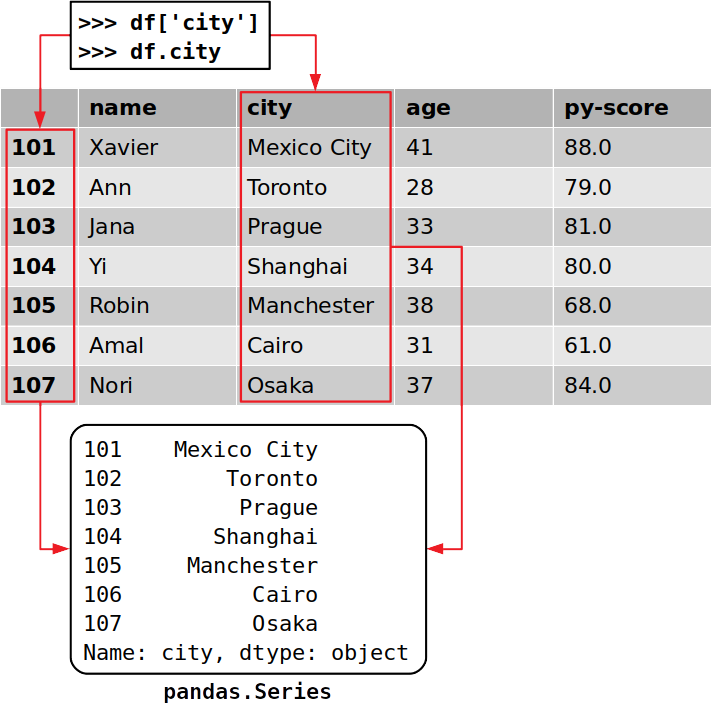 >>> df['city']
>>> df.city
name city age py-score
101 Xavier Mexico City 41 88.0
102 Ann Toronto 28 79.0
103 Jana Prague 33 81.0
104 Yi Shanghai 34 80.0
105 Robin Manchester 38 68.0
106 Amal Cairo 31 61.0
107 Nori Osaka 37 84.0
101 Mexico City
102 Toronto
103 Prague
104 Shanghai
105 Manchester
106 Cairo
107 Osaka
Name: city, dtype: object
pandas.Series